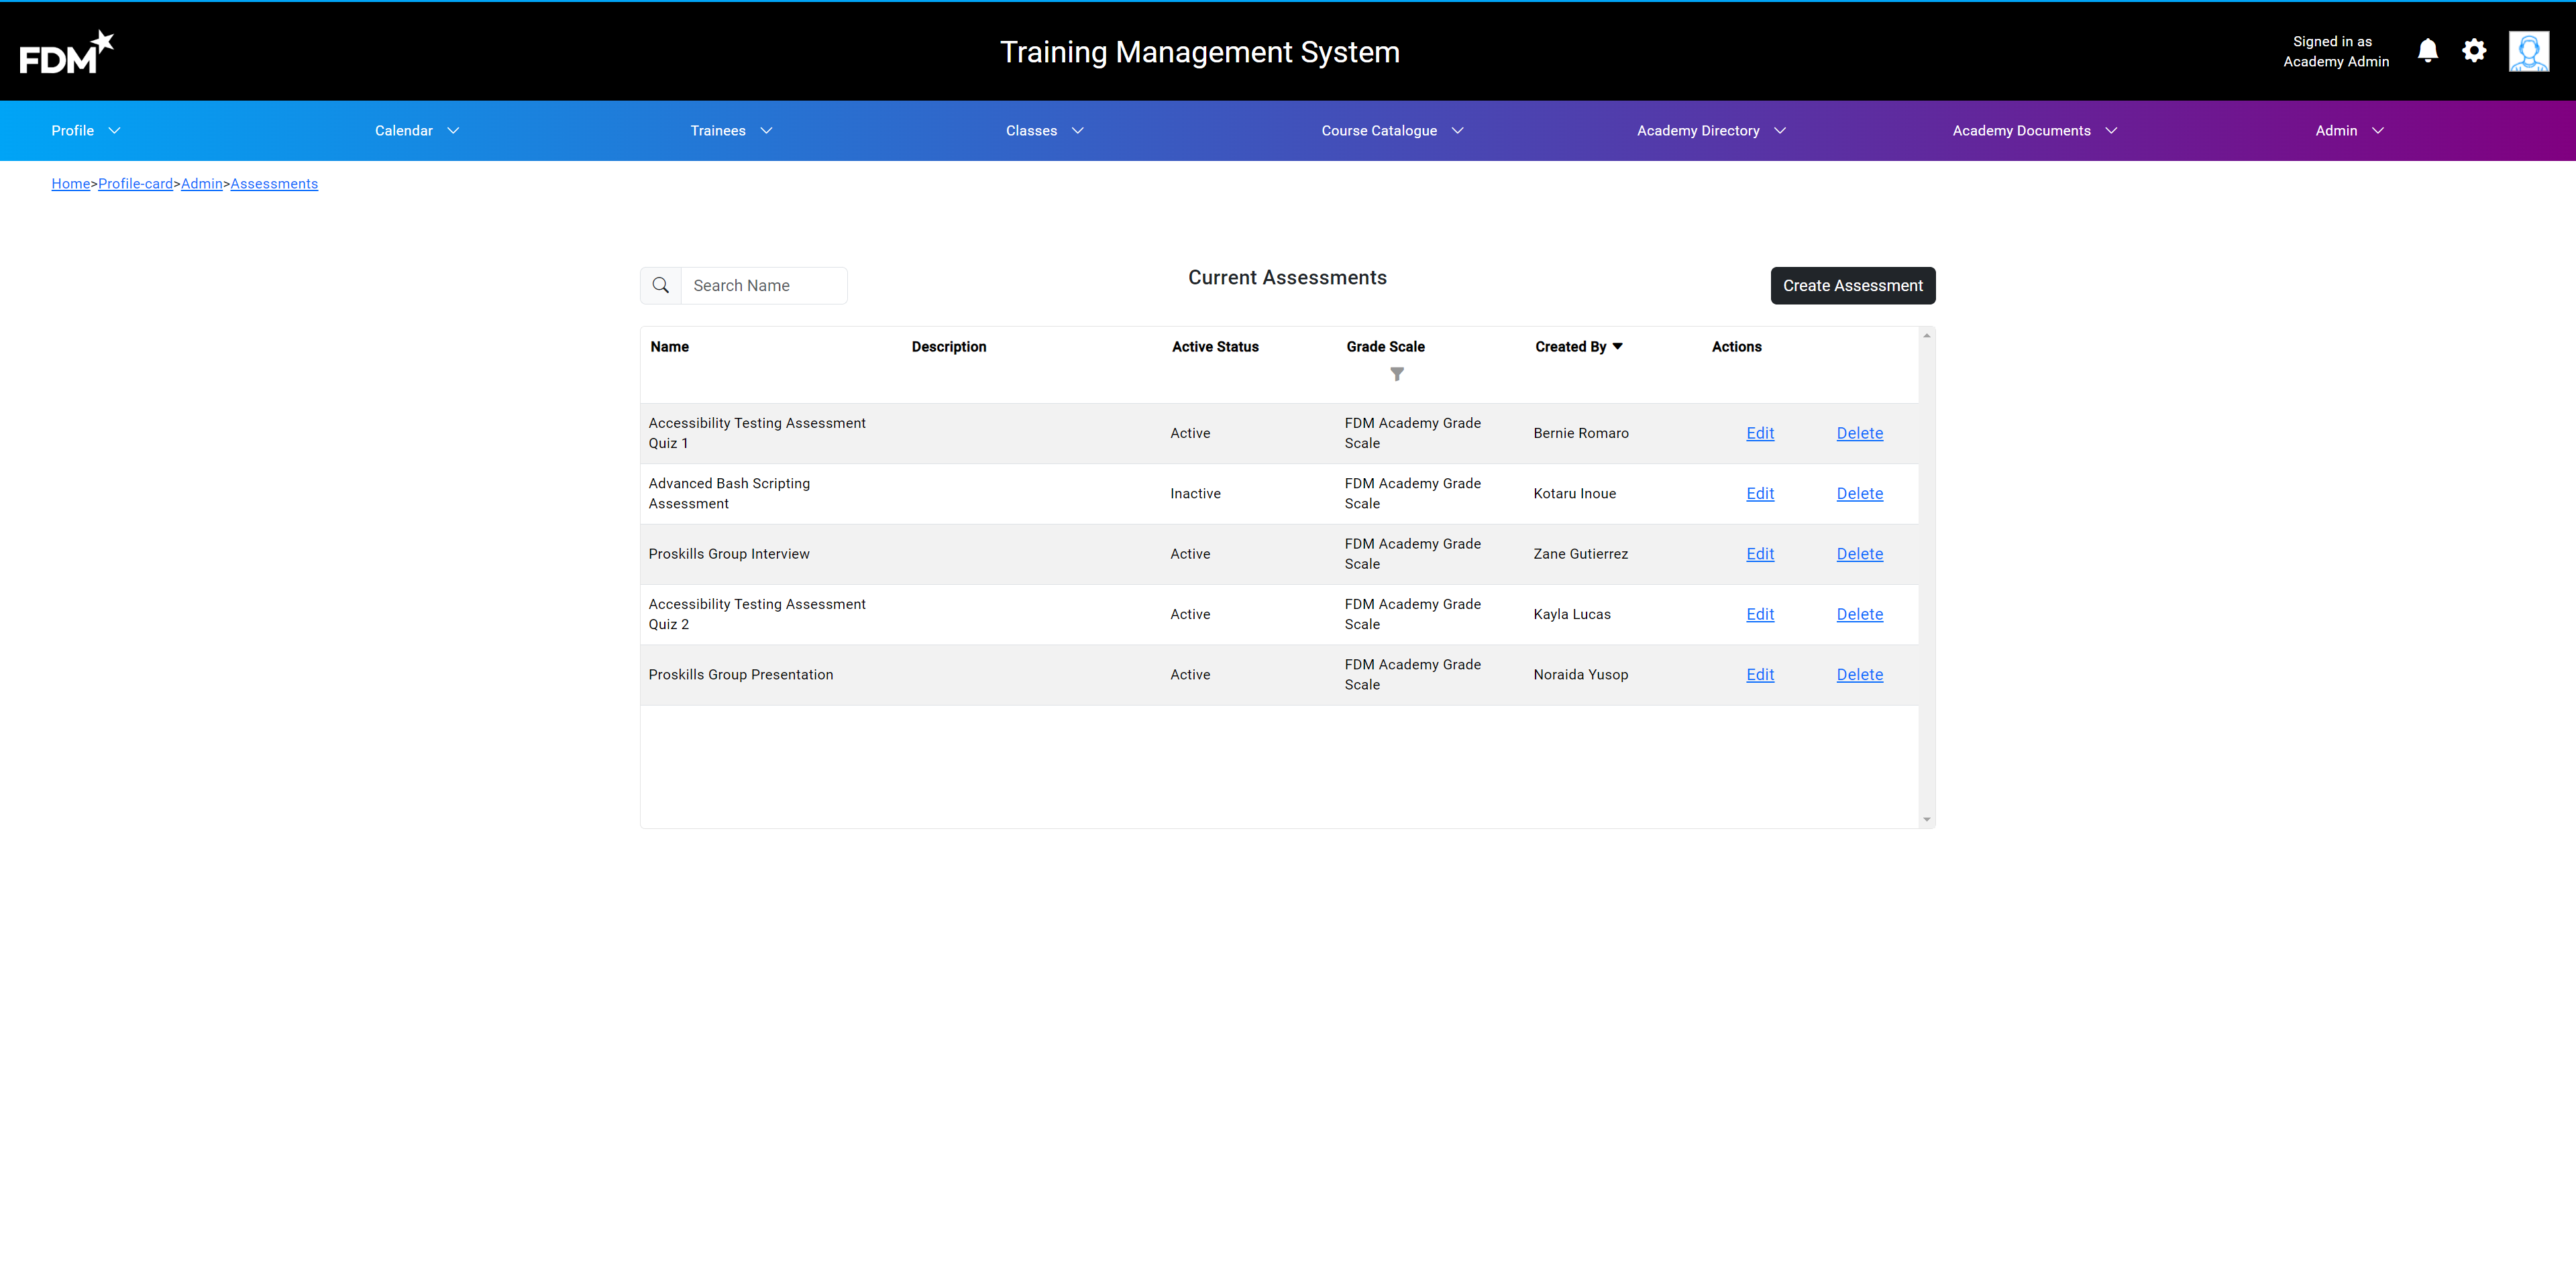 FDM
Training Management System
Signed in as
Academy Admin
Profile Calendar Trainees Classes Course Catalogue Academy Directory Academy Documents Admin
Home>Profile-card>Admin>Assessments
Search Name
Current Assessments
Create Assessment
Name Description Active Status Grade Scale Created By Actions
Accessibility Testing Assessment
Quiz 1
Active
FDM Academy Grade
Scale
Bernie Romaro
Edit
Delete
Advanced Bash Scripting
Assessment
Inactive
FDM Academy Grade
Scale
Kotaru Inoue
Edit
Delete
Proskills Group Interview
Active
FDM Academy Grade
Scale
Zane Gutierrez
Edit
Delete
Accessibility Testing Assessment
Quiz 2
Active
FDM Academy Grade
Scale
Kayla Lucas
Edit
Delete
Proskills Group Presentation
Active
FDM Academy Grade
Scale
Noraida Yusop
Edit
Delete